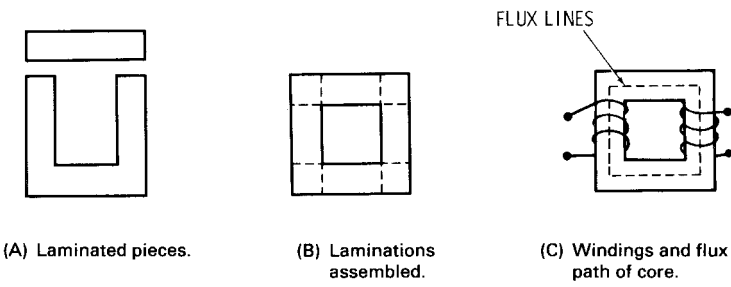 FLUX LINES
(A) Laminated pieces.
(B) Laminations
assembled.
(C) Windings and flux
path of core.